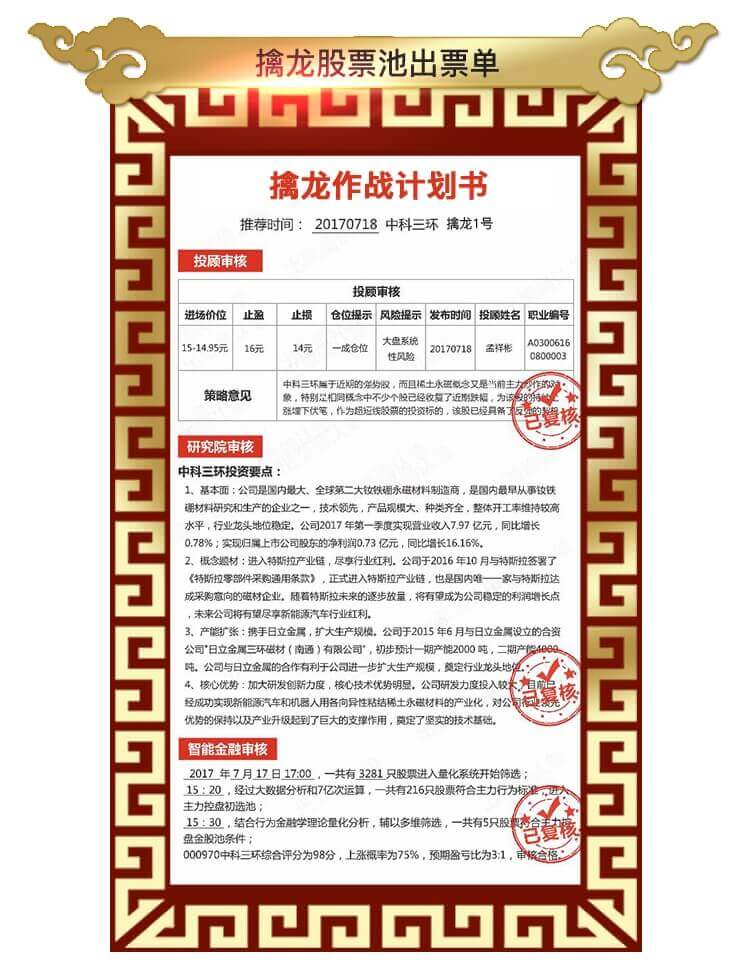 擒龙股票池出票单
擒龙作战计划书
推荐时间： 20170718 中科三环 擒龙1号
投顾审核
投顾审核
进场价位 止盈 止损 仓位提示 风险提示 发布时间 投顾姓名 职业编号
15-14.95元 16元 14元 一成仓位 大盘系统性风险 20170718 孟祥彬 A03006160800003
策略意见
中科三环属于近期的强势股，而且稀土永磁概念又是当前主力炒作的对
象，特别是相同概念中不少个股已经收复了近期跌幅，为该股的持续上
涨埋下伏笔，作为超短线股票的投资标的，该股已经具备了
已复核
研究院审核
中科三环投资要点：
1、基本面：公司是国内最大、全球第二大钕铁硼永磁材料制造商，是国内最早从事钕铁
硼材料研究和生产的企业之一，技术领先，产品规模大、种类齐全，整体开工率维持较高
水平，行业龙头地位稳定。公司2017 年第一季度实现营业收入7.97 亿元，同比增长
0.78%；实现归属上市公司股东的净利润0.73 亿元，同比增长16.16%。
2、概念题材：进入特斯拉产业链，尽享行业红利。公司于2016 年 10 月与特斯拉签署了
《特斯拉零部件采购通用条款》，正式进入特斯拉产业链，也是国内唯一一家与特斯拉达
成采购意向的磁材企业。随着特斯拉未来的逐步放量，将有望成为公司稳定的利润增长点
，未来公司将有望尽享新能源汽车行业红利。
3、产能扩张：携手日立金属，扩大生产规模。公司于2015 年 6 月与日立金属设立的合资
公司"日立金属三环磁材（南通）有限公司"，初步预计一期产能2000 吨，二期产能4000
吨。公司与日立金属的合作有利于公司进一步扩大生产规模，奠定行业龙头地位。
4、核心优势：加大研发创新力度，核心技术优势明显。公司研发力度投入较大，目前已
经成功实现新能源汽车和机器人用各向异性粘结稀土永磁材料的产业化，对公司行业领先
优势的保持以及产业升级起到了巨大的支撑作用，奠定了坚实的技术基础。
已复核
智能金融审核
2017 年 7 月 17 日 17:00 ，一共有 3281 只股票进入量化系统开始筛选；
15：20 ，经过大数据分析和7亿次运算，一共有216只股票符合主力行为标准，进入
主力控盘初选池；
15：30 ，结合行为金融学理论量化分析，辅以多维筛选，一共有5只股票符合主力控
盘金股池条件；
000970中科三环综合评分为98分，上涨概率为75%，预期盈亏比为3:1，审核合格。
已复核